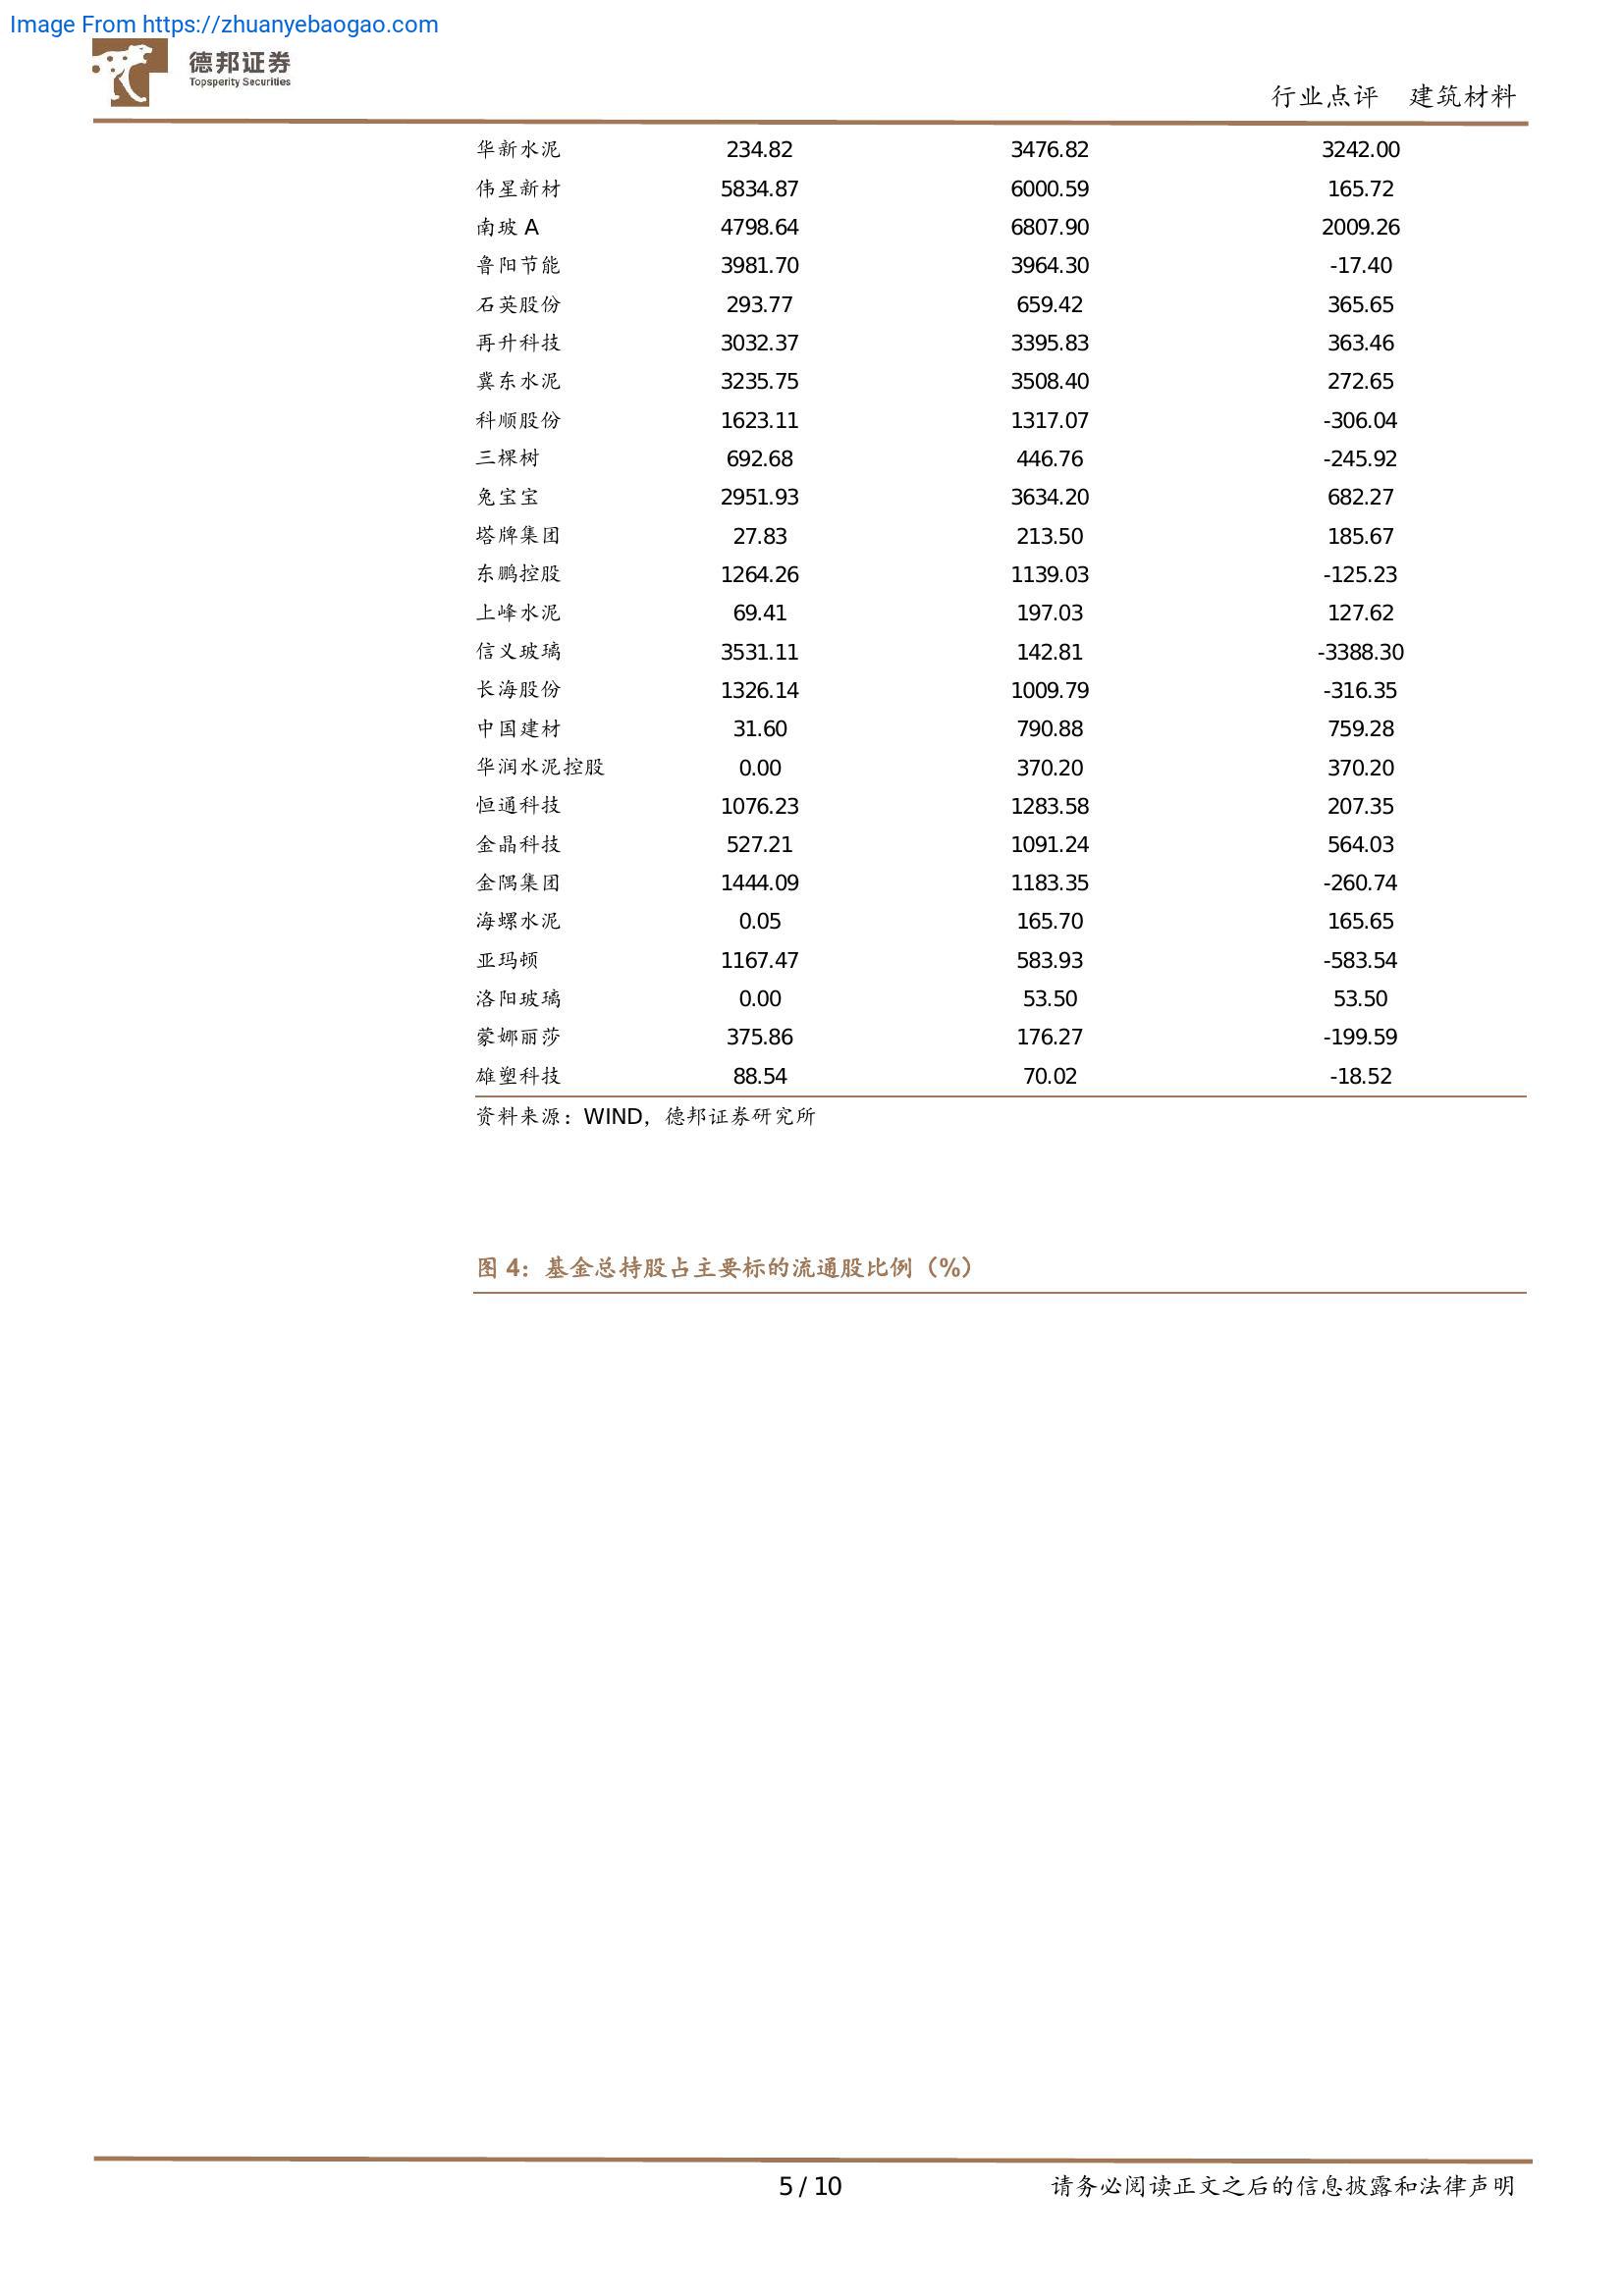 Image From https://zhuanyebaogao.com
德邦证券
Topsperity Securities
行业点评 建筑材料
华新水泥 234.82 3476.82 3242.00
伟星新材 5834.87 6000.59 165.72
南玻 A 4798.64 6807.90 2009.26
鲁阳节能 3981.70 3964.30 -17.40
石英股份 293.77 659.42 365.65
再升科技 3032.37 3395.83 363.46
冀东水泥 3235.75 3508.40 272.65
科顺股份 1623.11 1317.07 -306.04
三棵树 692.68 446.76 -245.92
兔宝宝 2951.93 3634.20 682.27
塔牌集团 27.83 213.50 185.67
东鹏控股 1264.26 1139.03 -125.23
上峰水泥 69.41 197.03 127.62
信义玻璃 3531.11 142.81 -3388.30
长海股份 1326.14 1009.79 -316.35
中国建材 31.60 790.88 759.28
华润水泥控股 0.00 370.20 370.20
恒通科技 1076.23 1283.58 207.35
金晶科技 527.21 1091.24 564.03
金隅集团 1444.09 1183.35 -260.74
海螺水泥 0.05 165.70 165.65
亚玛顿 1167.47 583.93 -583.54
洛阳玻璃 0.00 53.50 53.50
蒙娜丽莎 375.86 176.27 -199.59
雄塑科技 88.54 70.02 -18.52
资料来源：WIND，德邦证券研究所
图 4：基金总持股占主要标的流通股比例（%）
5 / 10 请务必阅读正文之后的信息披露和法律声明